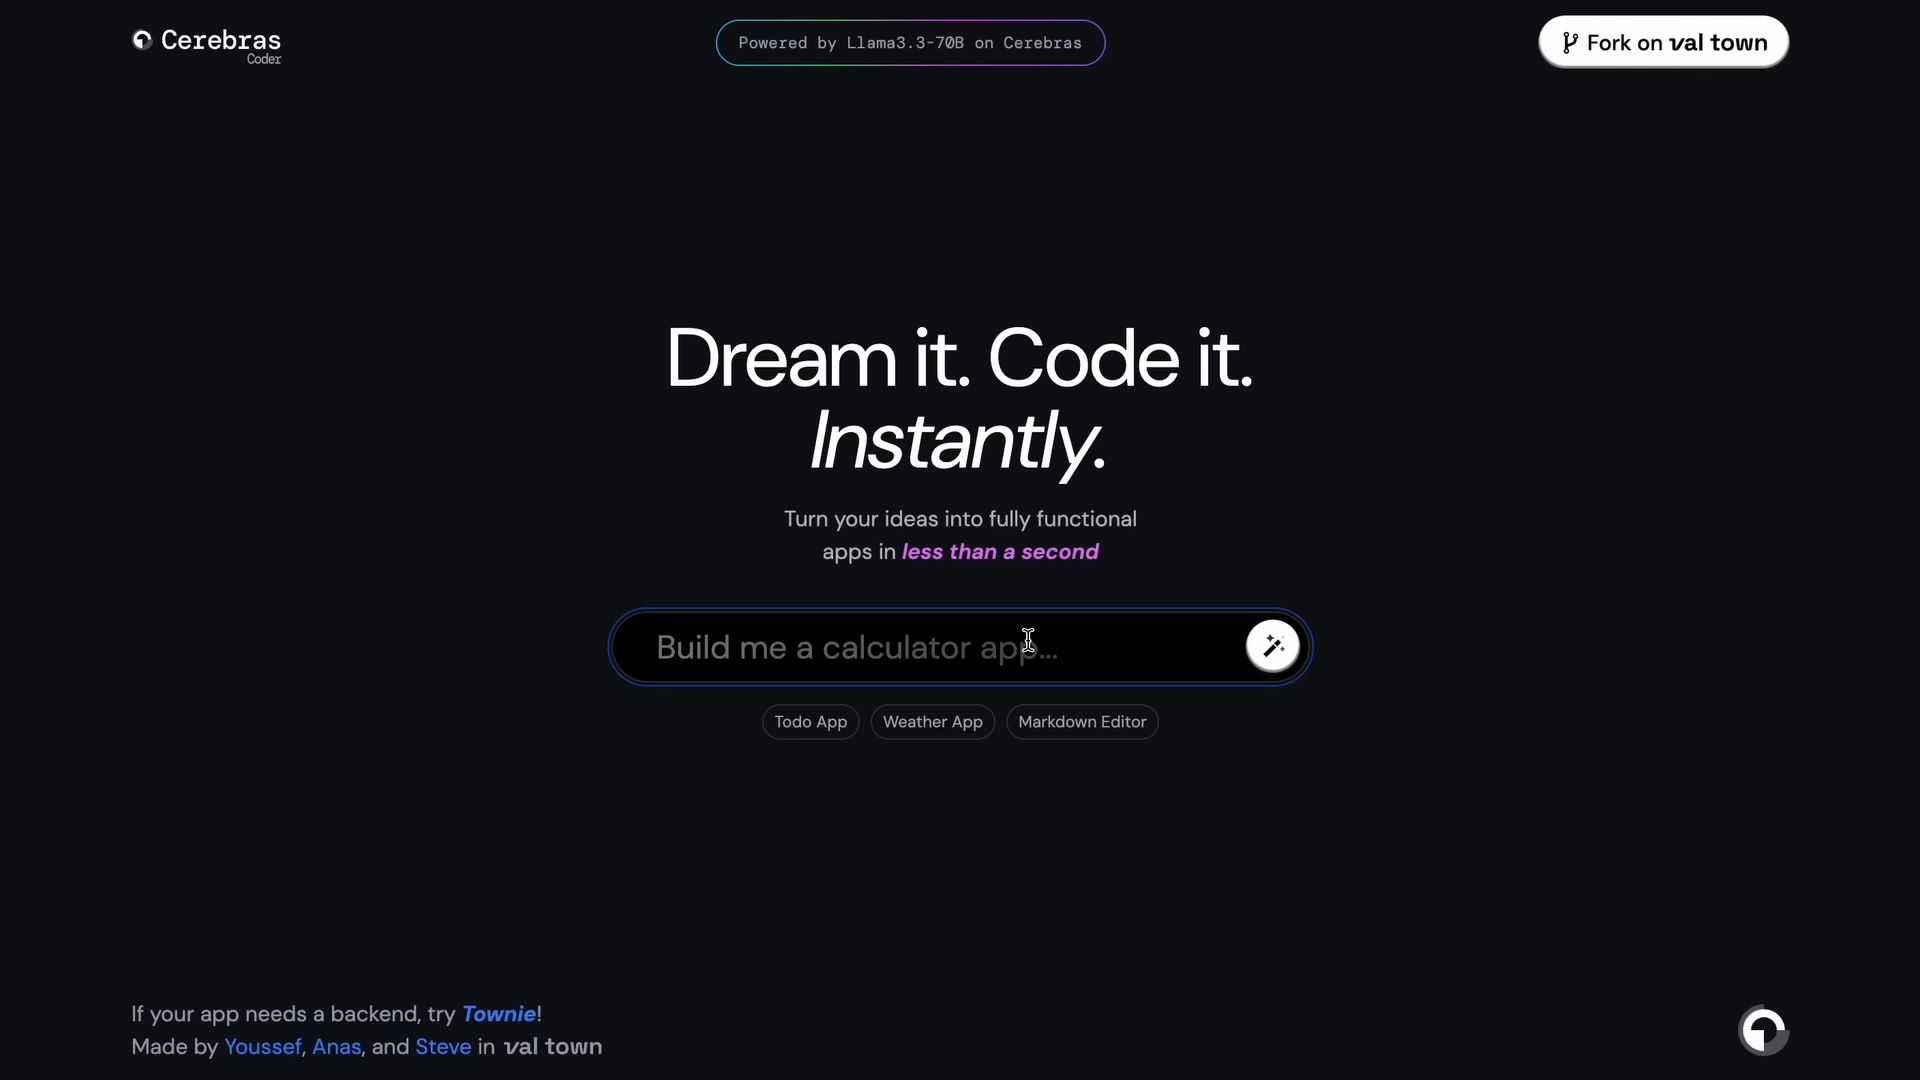 Cerebras
Coder
Powered by Llama3.3-70B on Cerebras
Fork on val town
Dream it. Code it.
Instantly.
Turn your ideas into fully functional
apps in less than a second
Build me a calculator app...
Todo App
Weather App
Markdown Editor
If your app needs a backend, try Townie!
Made by Youssef, Anas, and Steve in val town